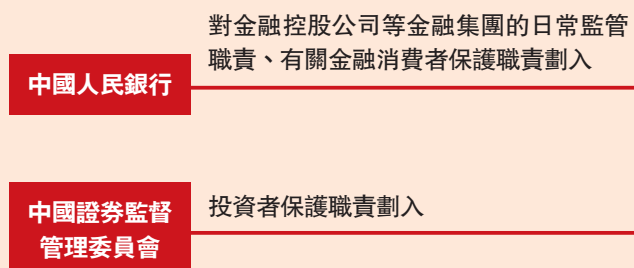 對金融控股公司等金融集團的日常監管
職責、有關金融消費者保護職責劃入
中國人民銀行
投資者保護職責劃入
中國證券監督
管理委員會